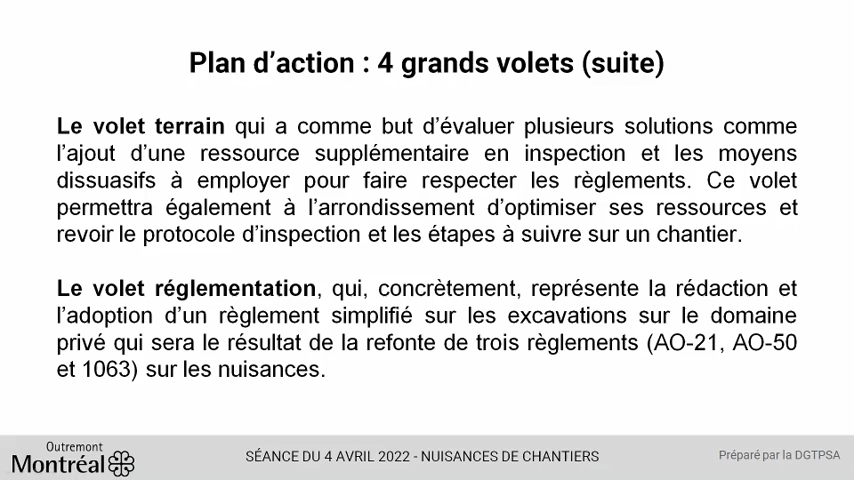 Plan d'action : 4 grands volets (suite)
Le volet terrain qui a comme but d'évaluer plusieurs solutions comme
l'ajout d'une ressource supplémentaire en inspection et les moyens
dissuasifs à employer pour faire respecter les règlements. Ce volet
permettra également à l'arrondissement d'optimiser ses ressources et
revoir le protocole d'inspection et les étapes à suivre sur un chantier.
Le volet réglementation, qui, concrètement, représente la rédaction et
l'adoption d'un règlement simplifié sur les excavations sur le domaine
privé qui sera le résultat de la refonte de trois règlements (AO-21, AO-50
et 1063) sur les nuisances.
Outremont
Montréal
SÉANCE DU 4 AVRIL 2022 - NUISANCES DE CHANTIERS
Préparé par la DGTPSA